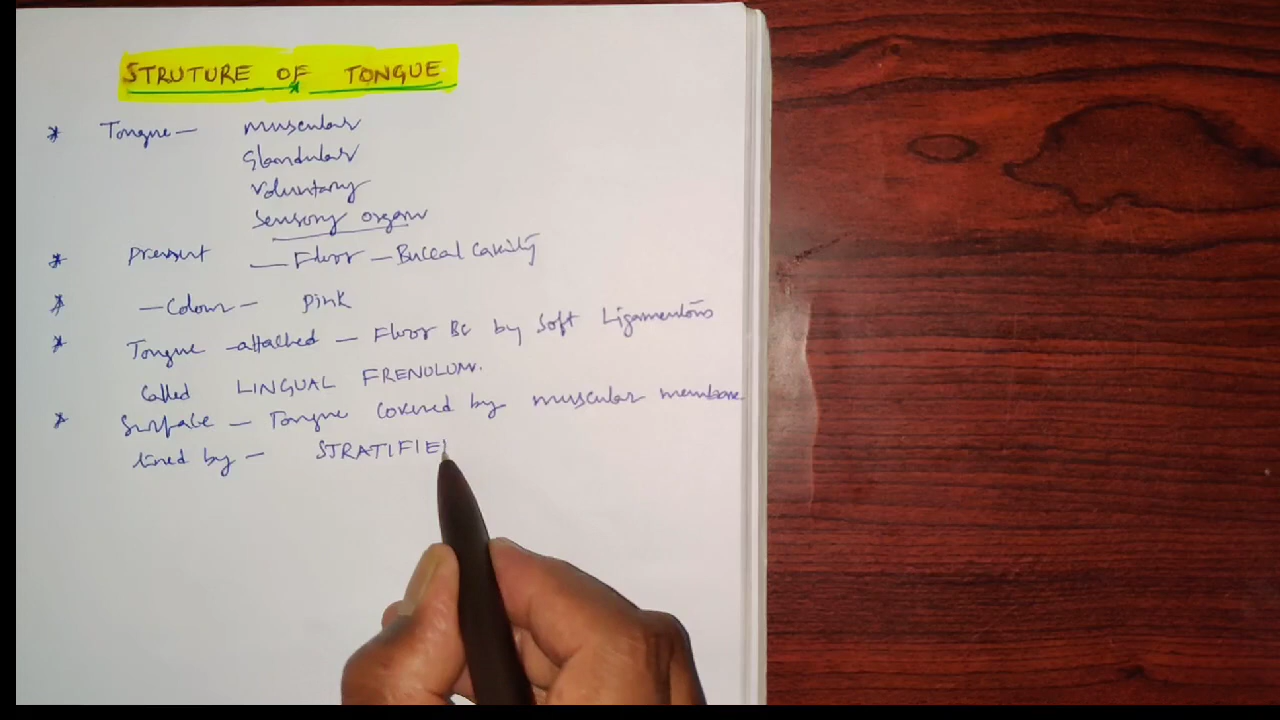 STRUTURE OF TONGUE
* Tongue — muscular
Glandular
Voluntary
Sensory organ
* Present — Floor — Buccal cavity
* — Colour — Pink
* Tongue attached — Floor BC by Soft Ligamentous
called LINGUAL FRENULUM.
* Surface — Tongue covered by muscular membrane
lined by — STRATIFIE